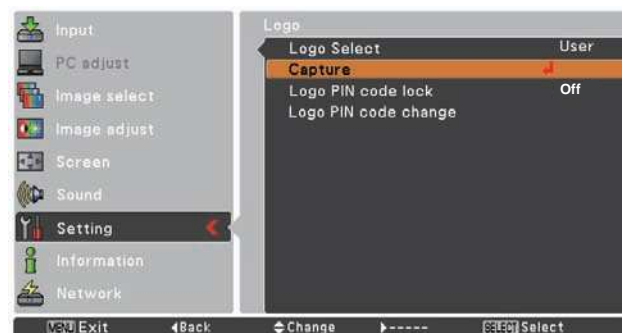 Input
PC adjust
Image select
Image adjust
Screen
Sound
Setting
Information
Network
Logo
Logo Select User
Capture
Logo PIN code lock Off
Logo PIN code change
MENU Exit Back Change ----- SELECT Select